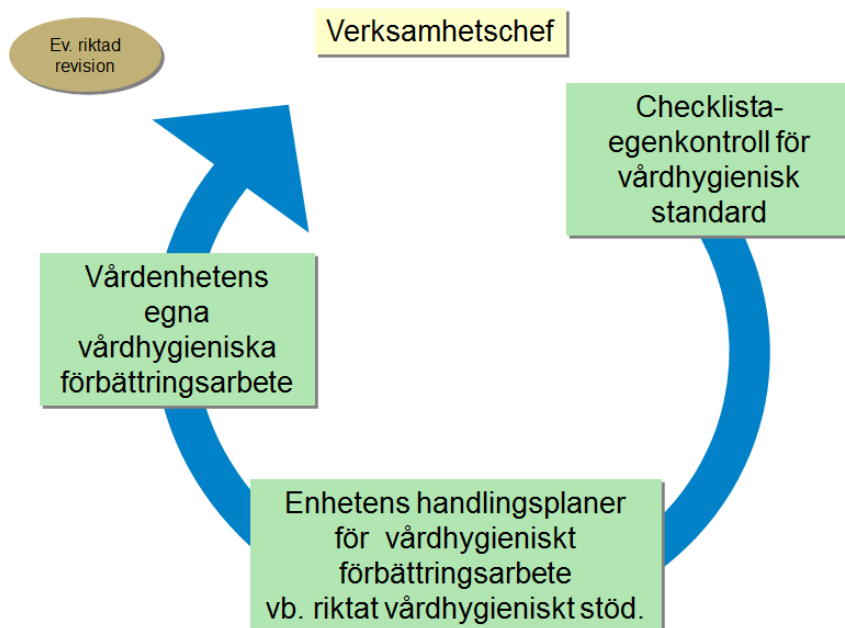 Ev. riktad
revision
Verksamhetschef
Checklista-
egenkontroll för
vårdhygienisk
standard
Vårdenhetens
egna
vårdhygieniska
förbättringsarbete
Enhetens handlingsplaner
för vårdhygieniskt
förbättringsarbete
vb. riktat vårdhygieniskt stöd.